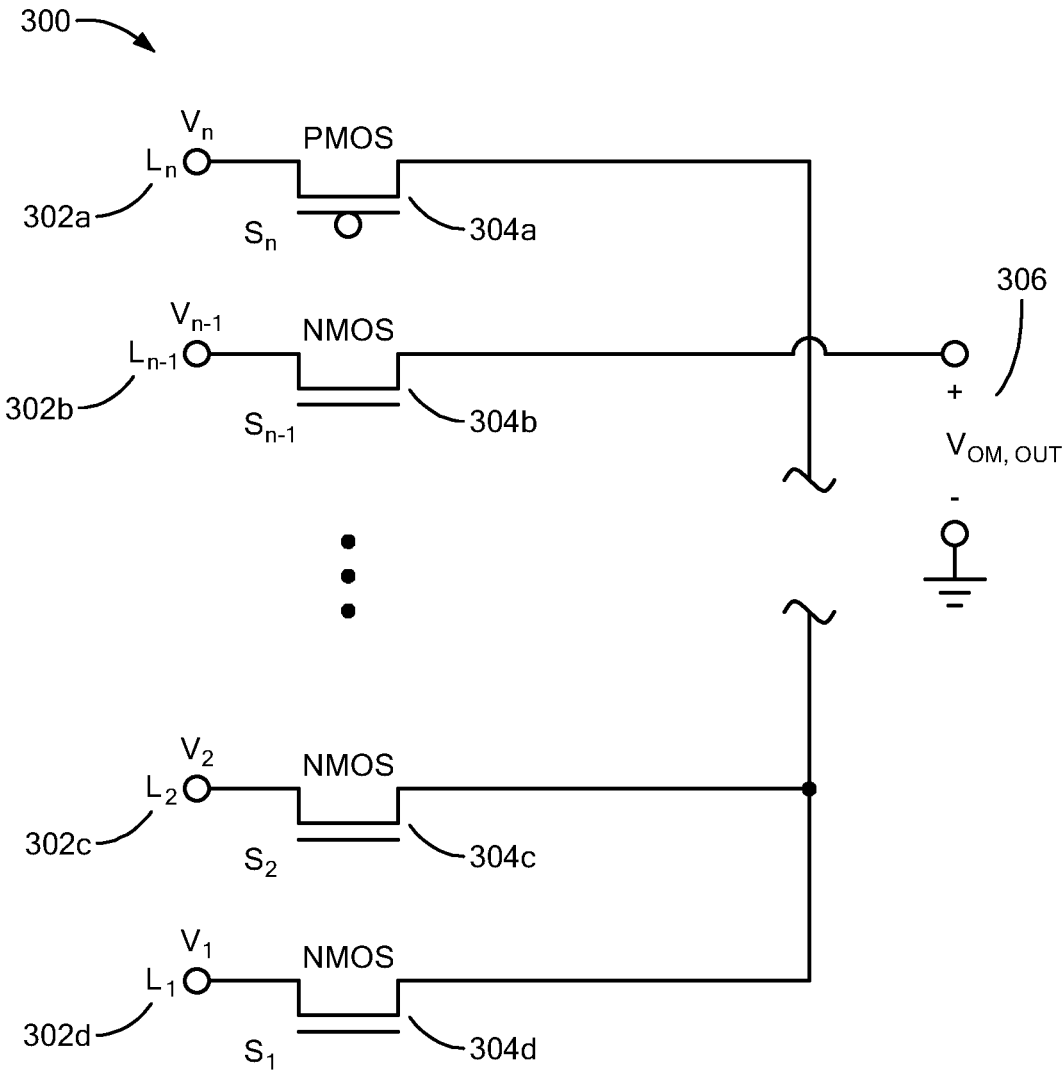 300
Vn
PMOS
Ln
302a
Sn
304a
306
Vn-1
NMOS
Ln-1
302b
Sn-1
304b
+
VOM, OUT
-
V2
NMOS
L2
302c
S2
304c
V1
NMOS
L1
302d
S1
304d